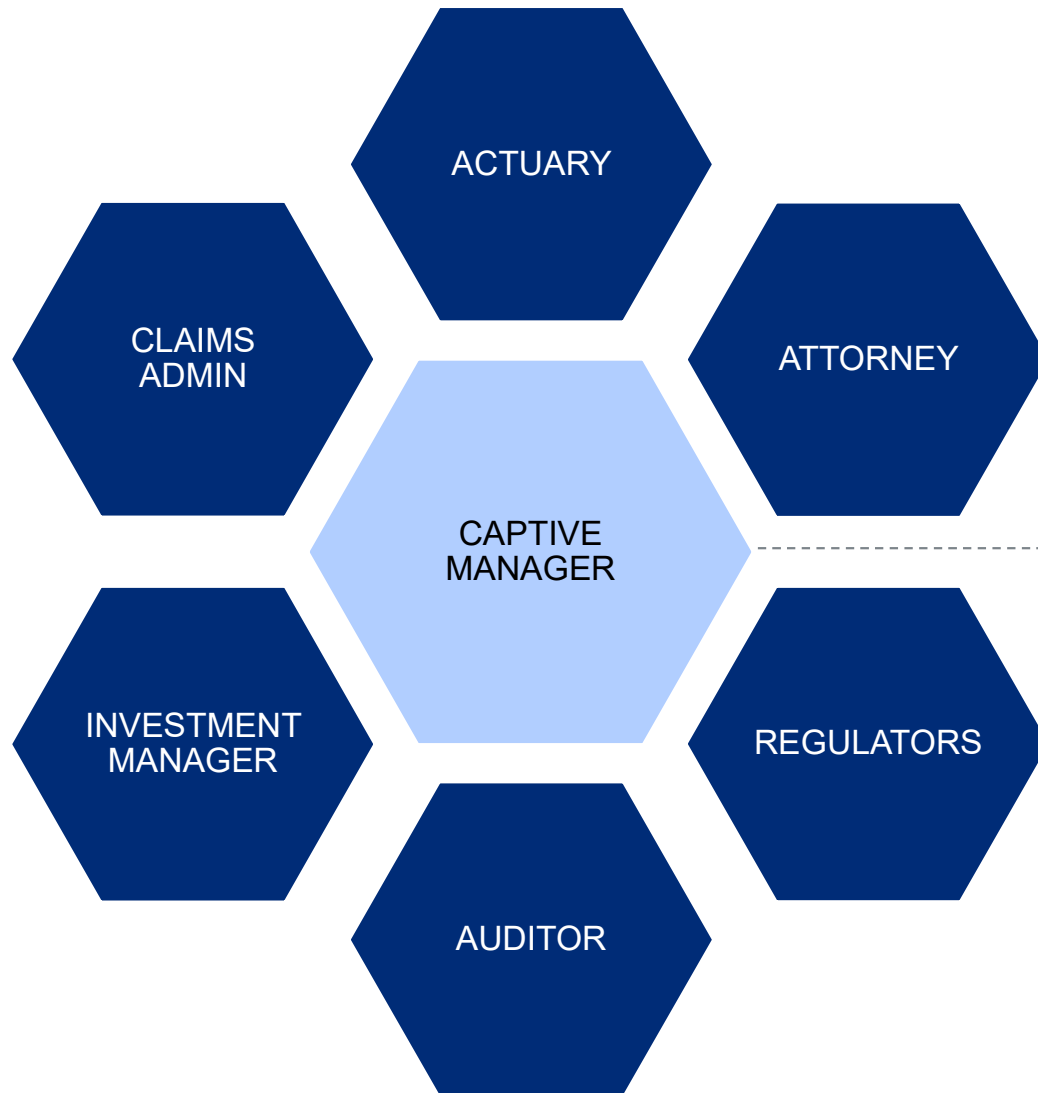 ACTUARY
CLAIMS
ADMIN
ATTORNEY
CAPTIVE
MANAGER
INVESTMENT
MANAGER
REGULATORS
AUDITOR